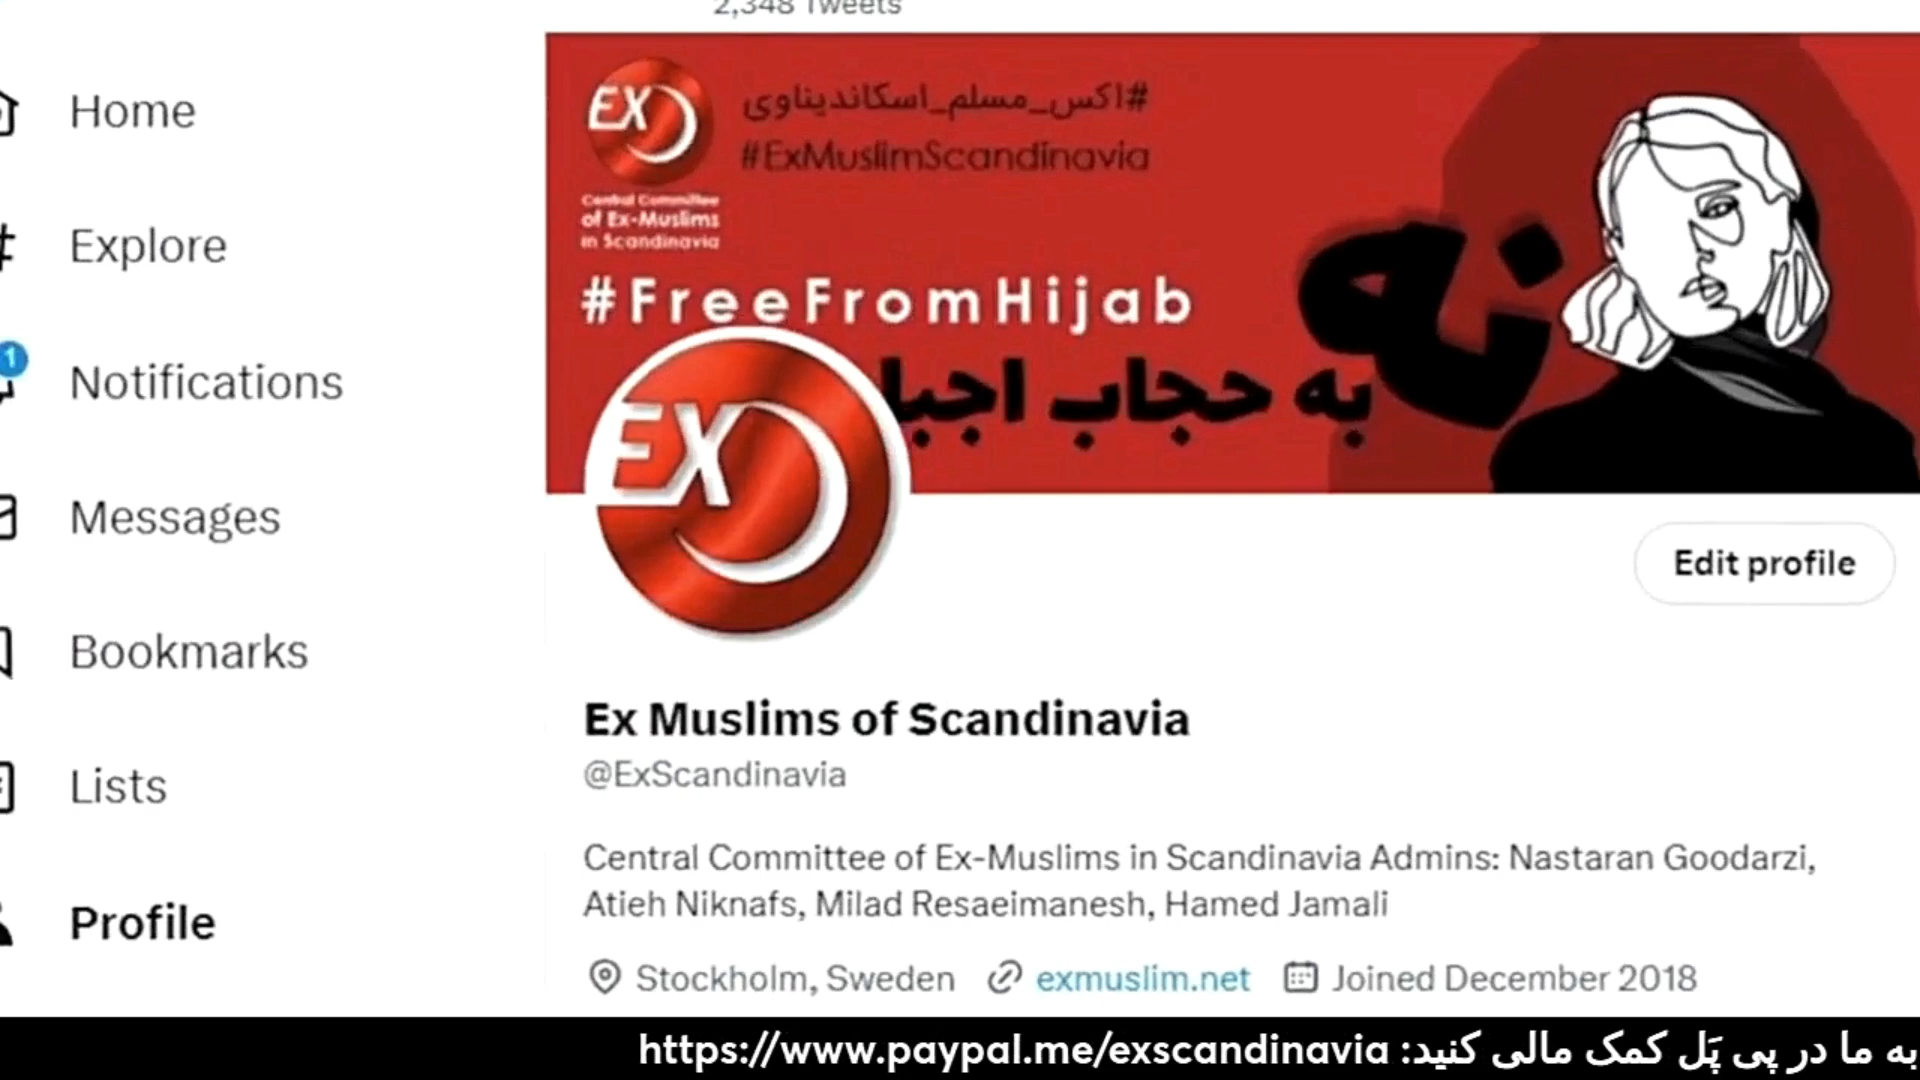 2,348 Tweets
Home
Explore
1
Notifications
Messages
Bookmarks
Lists
Profile
EX
Central Committee
of Ex-Muslims
in Scandinavia
#اکس_مسلم_اسکاندیناوی
#ExMuslimScandinavia
#FreeFromHijab
نه
به حجاب اجبا
EX
Edit profile
Ex Muslims of Scandinavia
@ExScandinavia
Central Committee of Ex-Muslims in Scandinavia Admins: Nastaran Goodarzi,
Atieh Niknafs, Milad Resaeimanesh, Hamed Jamali
Stockholm, Sweden exmuslim.net Joined December 2018
به ما در پی پَل کمک مالی کنید: https://www.paypal.me/exscandinavia